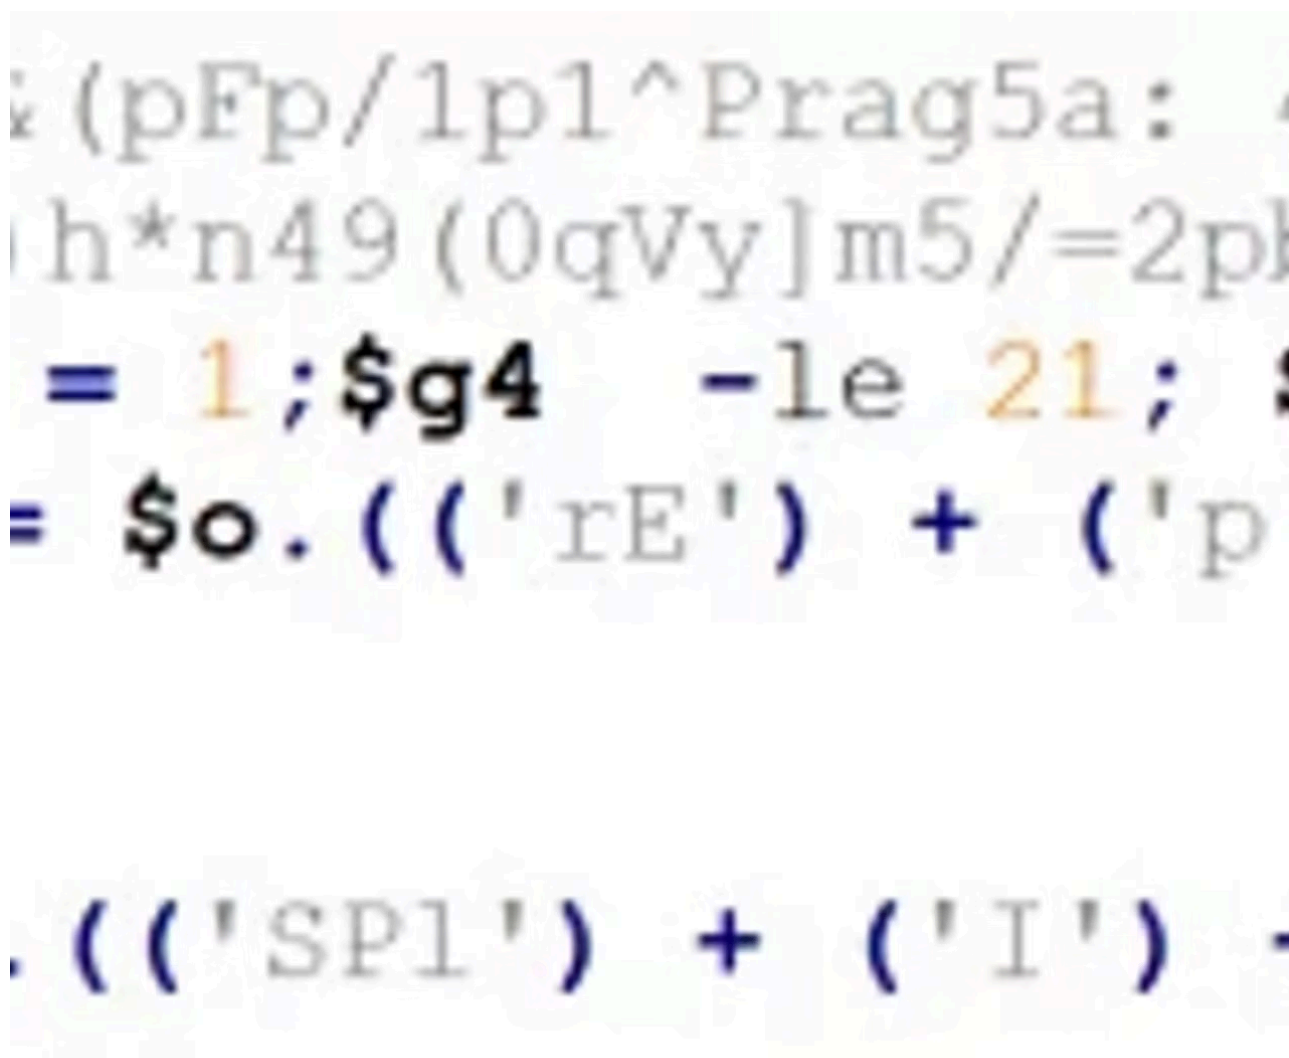 &(pFp/1p1^Prag5a:
)h*n49(0qVy]m5/=2p
= 1;$g4  -le 21; $
= $o.(('rE') + ('p
.(('SPl') + ('I')